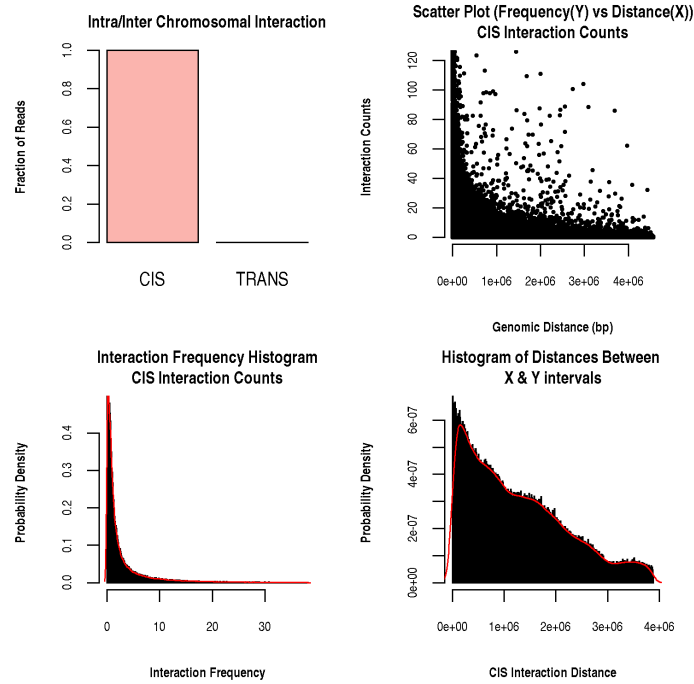 Intra/Inter Chromosomal Interaction
Fraction of Reads
1.0
0.8
0.6
0.4
0.2
0.0
CIS TRANS
Scatter Plot (Frequency(Y) vs Distance(X))
CIS Interaction Counts
Interaction Counts
120
100
80
60
40
20
0
0e+00 1e+06 2e+06 3e+06 4e+06
Genomic Distance (bp)
Interaction Frequency Histogram
CIS Interaction Counts
Probability Density
0.4
0.3
0.2
0.1
0.0
0 10 20 30
Interaction Frequency
Histogram of Distances Between
X & Y intervals
Probability Density
6e-07
4e-07
2e-07
0e+00
0e+00 1e+06 2e+06 3e+06 4e+06
CIS Interaction Distance